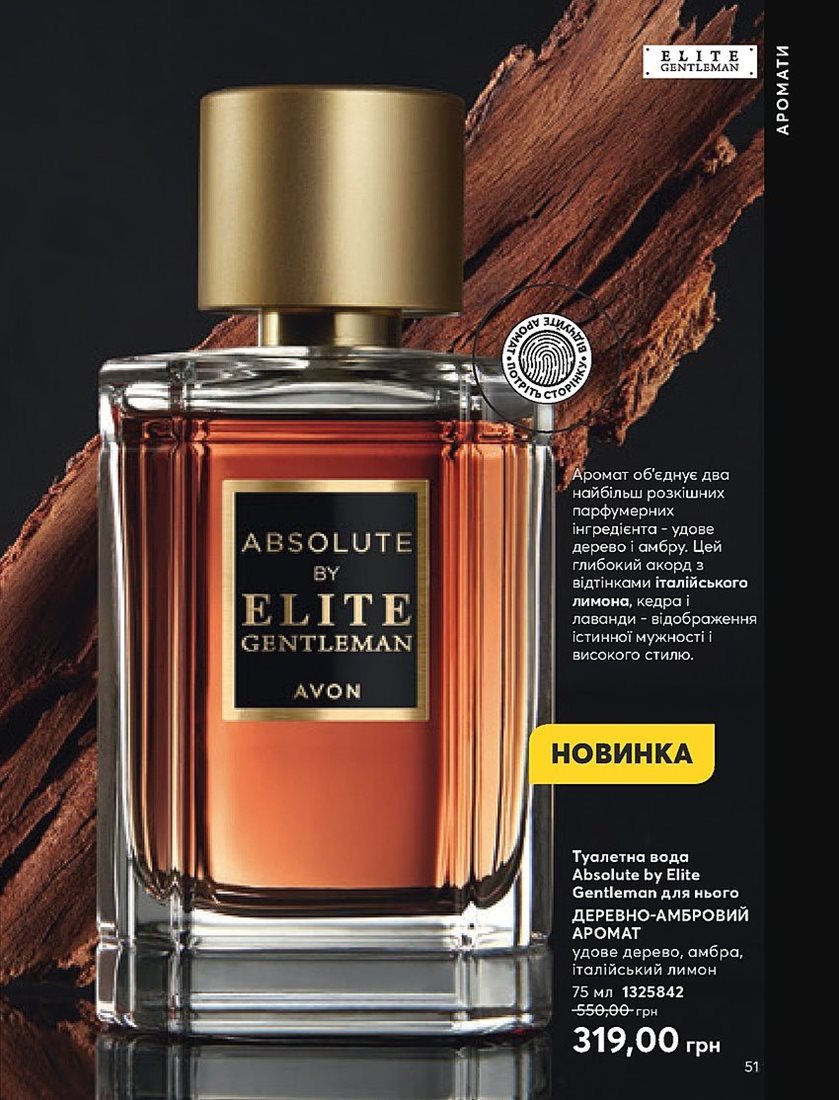 ELITE
GENTLEMAN
АРОМАТИ
ВІДЧУЙТЕ АРОМАТ • ПОТРІТЬ СТОРІНКУ •
ABSOLUTE
BY
ELITE
GENTLEMAN
AVON
Аромат об'єднує два
найбільш розкішних
парфумерних
інгредієнта - удове
дерево і амбру. Цей
глибокий акорд з
відтінками італійського
лимона, кедра і
лаванди - відображення
істинної мужності і
високого стилю.
НОВИНКА
Туалетна вода
Absolute by Elite
Gentleman для нього
ДЕРЕВНО-АМБРОВИЙ
АРОМАТ
удове дерево, амбра,
італійський лимон
75 мл 1325842
550,00 грн
319,00 грн
51